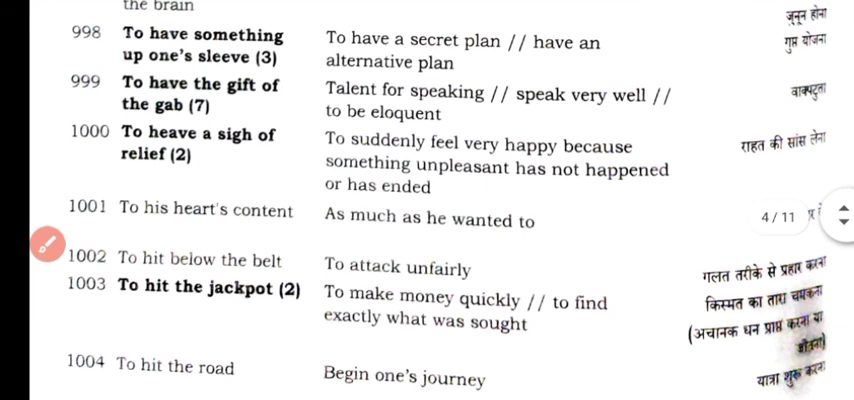 the brain
जुनून होना
998 To have something To have a secret plan // have an गुप्त योजना
up one's sleeve (3) alternative plan
999 To have the gift of Talent for speaking // speak very well // वाक्पटुता
the gab (7) to be eloquent
1000 To heave a sigh of To suddenly feel very happy because राहत की सांस लेना
relief (2) something unpleasant has not happened
or has ended
1001 To his heart's content As much as he wanted to
4 / 11
1002 To hit below the belt To attack unfairly गलत तरीके से प्रहार करना
1003 To hit the jackpot (2) To make money quickly // to find किस्मत का तारा चमकना
exactly what was sought (अचानक धन प्राप्त करना या
जीतना)
1004 To hit the road Begin one's journey यात्रा शुरू करना